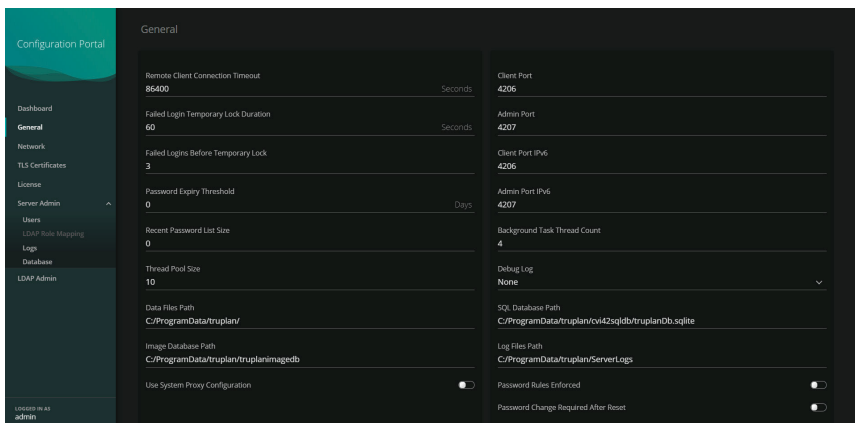 Configuration Portal
Dashboard
General
Network
TLS Certificates
License
Server Admin
Users
LDAP Role Mapping
Logs
Database
LDAP Admin
LOGGED IN AS
admin
General
Remote Client Connection Timeout
86400 Seconds
Failed Login Temporary Lock Duration
60 Seconds
Failed Logins Before Temporary Lock
3
Password Expiry Threshold
0 Days
Recent Password List Size
0
Thread Pool Size
10
Data Files Path
C:/ProgramData/truplan/
Image Database Path
C:/ProgramData/truplan/truplanimagedb
Use System Proxy Configuration
Client Port
4206
Admin Port
4207
Client Port IPv6
4206
Admin Port IPv6
4207
Background Task Thread Count
4
Debug Log
None
SQL Database Path
C:/ProgramData/truplan/cvi42sqldb/truplanDb.sqlite
Log Files Path
C:/ProgramData/truplan/ServerLogs
Password Rules Enforced
Password Change Required After Reset